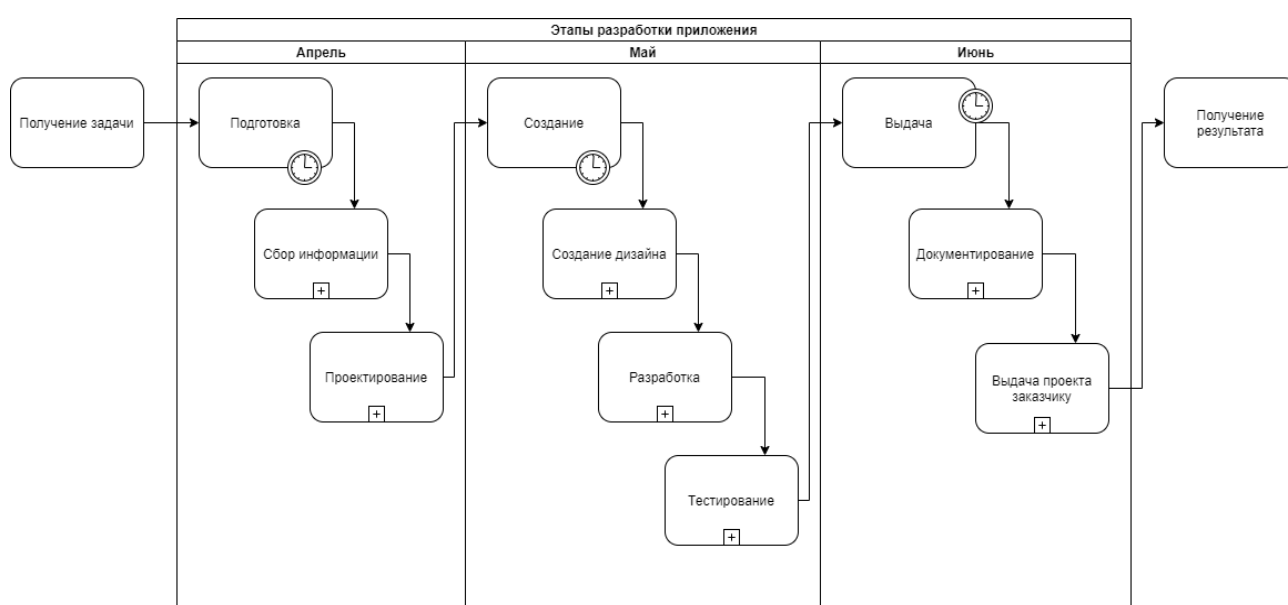 Этапы разработки приложения
Апрель
Май
Июнь
Получение задачи
Подготовка
Создание
Выдача
Получение
результата
Сбор информации
Создание дизайна
Документирование
Проектирование
Разработка
Выдача проекта
заказчику
Тестирование